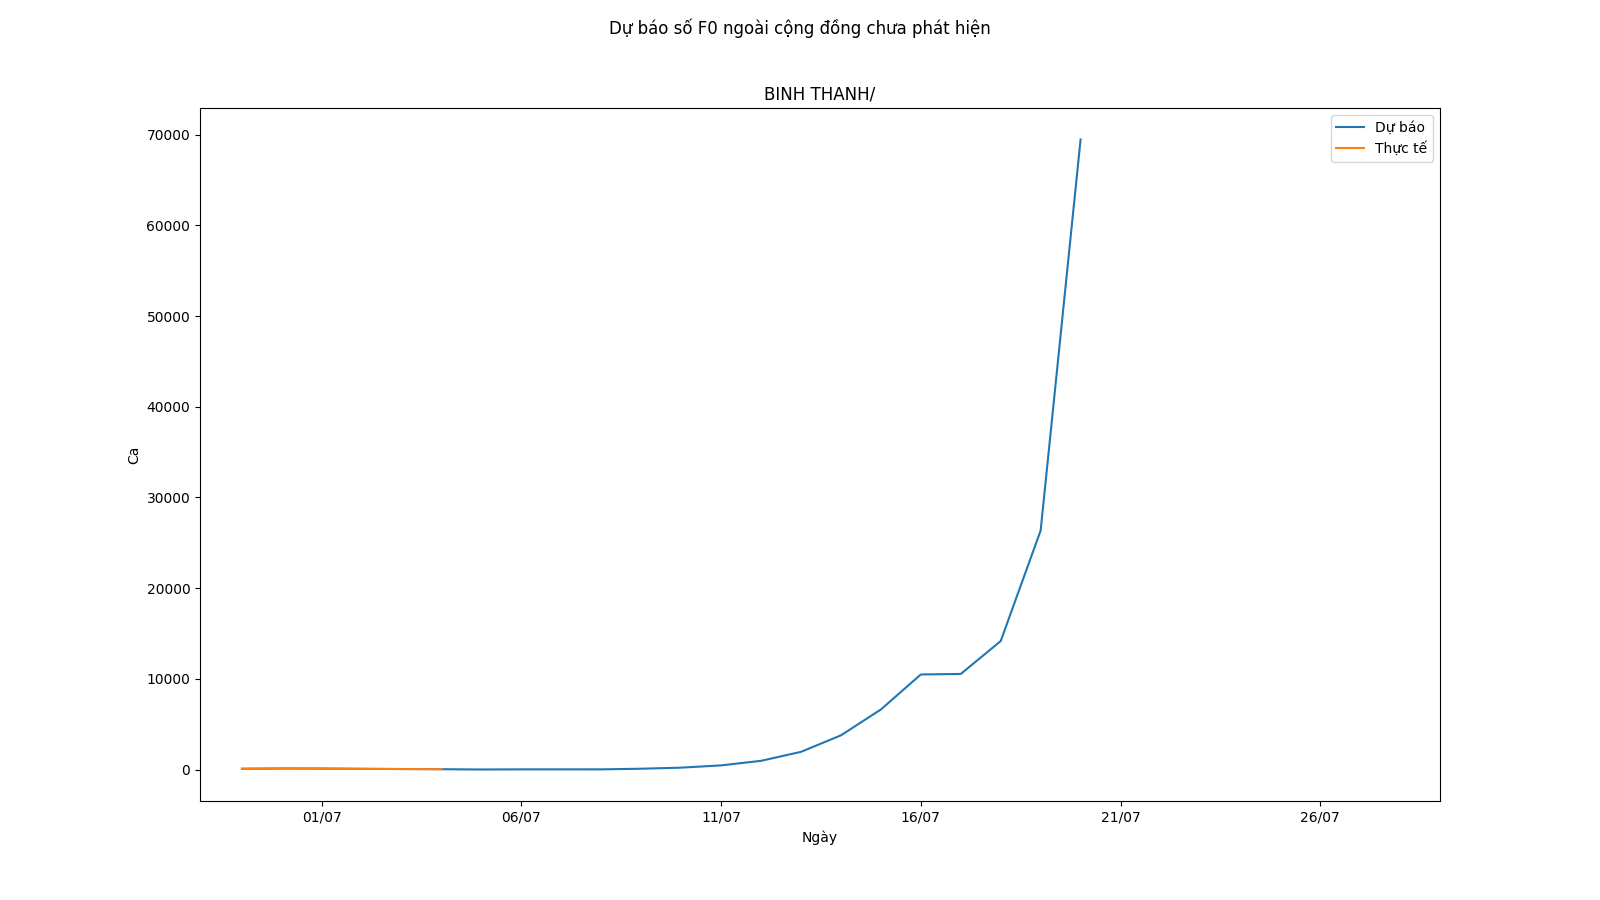 Dự báo số F0 ngoài cộng đồng chưa phát hiện
BINH THANH/
Dự báo
Thực tế
70000
60000
50000
40000
30000
20000
10000
0
Ca
01/07
06/07
11/07
16/07
21/07
26/07
Ngày